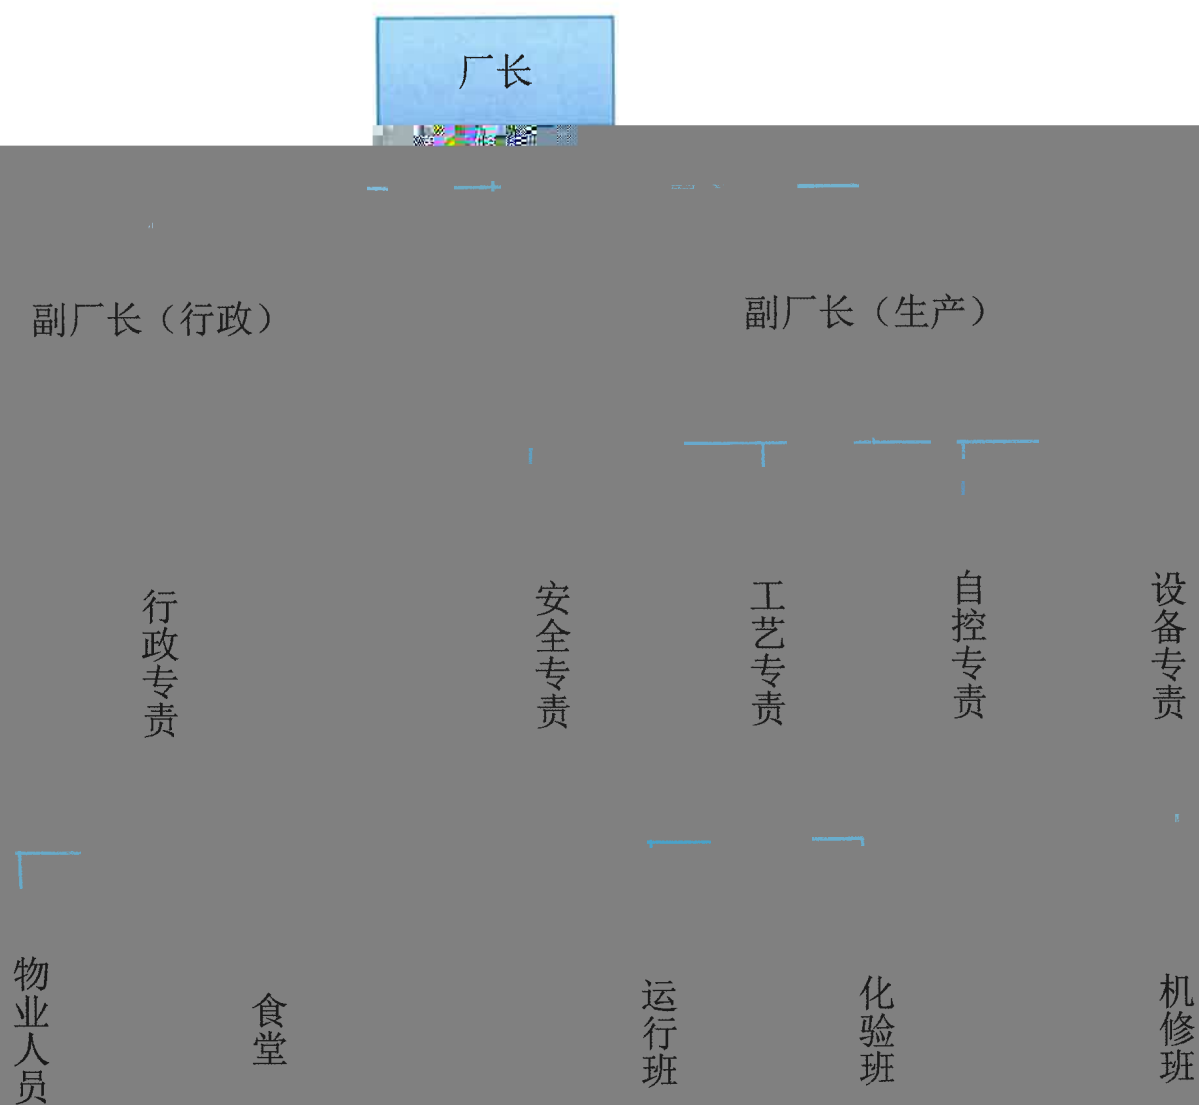 厂长
副厂长（行政）
副厂长（生产）
行政专责
安全专责
工艺专责
自控专责
设备专责
物业人员
食堂
运行班
化验班
机修班